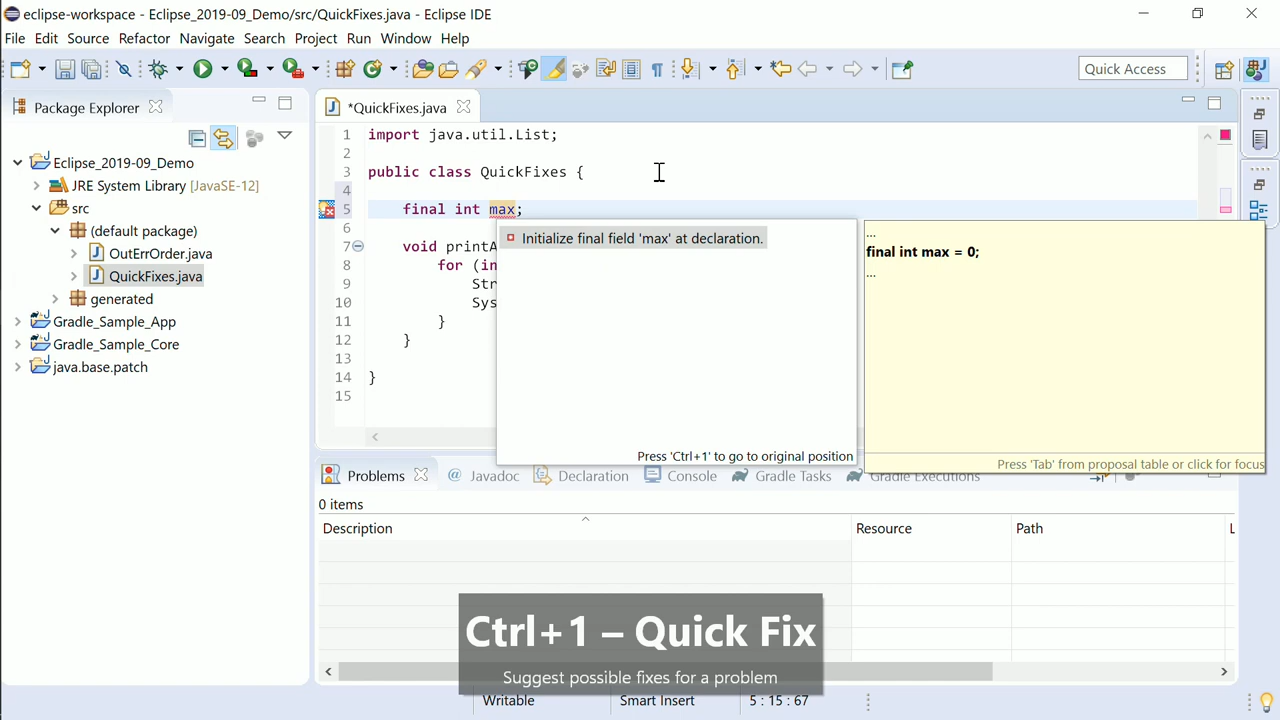 eclipse-workspace - Eclipse_2019-09_Demo/src/QuickFixes.java - Eclipse IDE
File Edit Source Refactor Navigate Search Project Run Window Help
Quick Access
Package Explorer
*QuickFixes.java
Eclipse_2019-09_Demo
JRE System Library [JavaSE-12]
src
(default package)
OutErrOrder.java
QuickFixes.java
generated
Gradle_Sample_App
Gradle_Sample_Core
java.base.patch
1 import java.util.List;
2
3 public class QuickFixes {
4
5 final int max;
6
7 void printA
8 for (in
9 Str
10 Sys
11 }
12 }
13
14 }
15
Initialize final field 'max' at declaration.
Press 'Ctrl+1' to go to original position
...
final int max = 0;
...
Press 'Tab' from proposal table or click for focus
Problems @ Javadoc Declaration Console Gradle Tasks Gradle Executions
0 items
Description Resource Path L
Ctrl+1 – Quick Fix
Suggest possible fixes for a problem
Writable Smart Insert 5 : 15 : 67